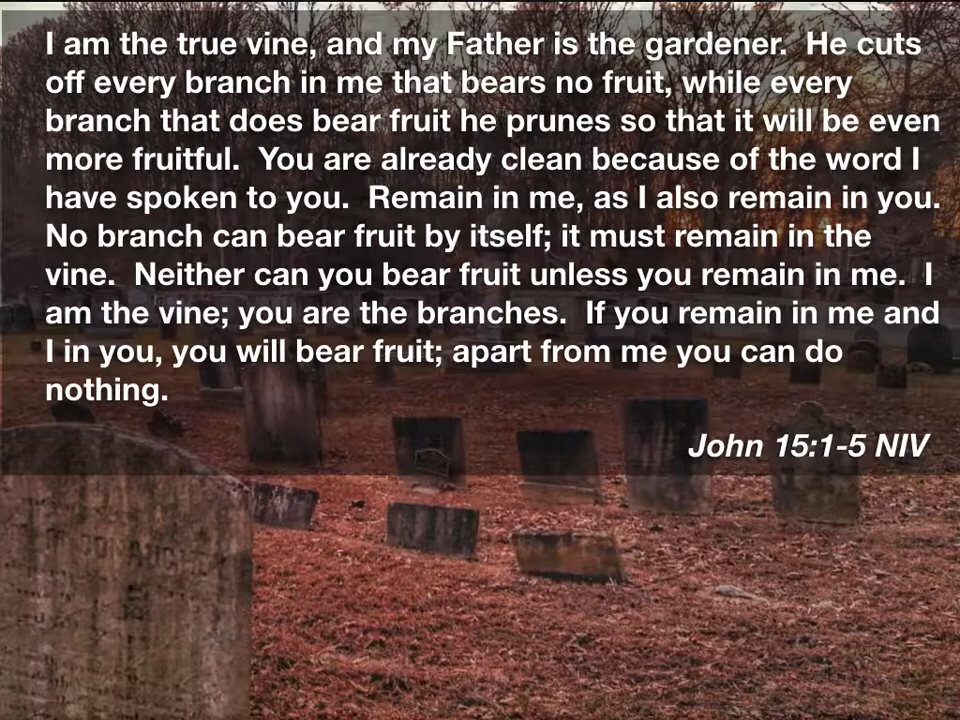 I am the true vine, and my Father is the gardener.  He cuts
off every branch in me that bears no fruit, while every
branch that does bear fruit he prunes so that it will be even
more fruitful.  You are already clean because of the word I
have spoken to you.  Remain in me, as I also remain in you.
No branch can bear fruit by itself; it must remain in the
vine.  Neither can you bear fruit unless you remain in me.  I
am the vine; you are the branches.  If you remain in me and
I in you, you will bear fruit; apart from me you can do
nothing.
John 15:1-5 NIV